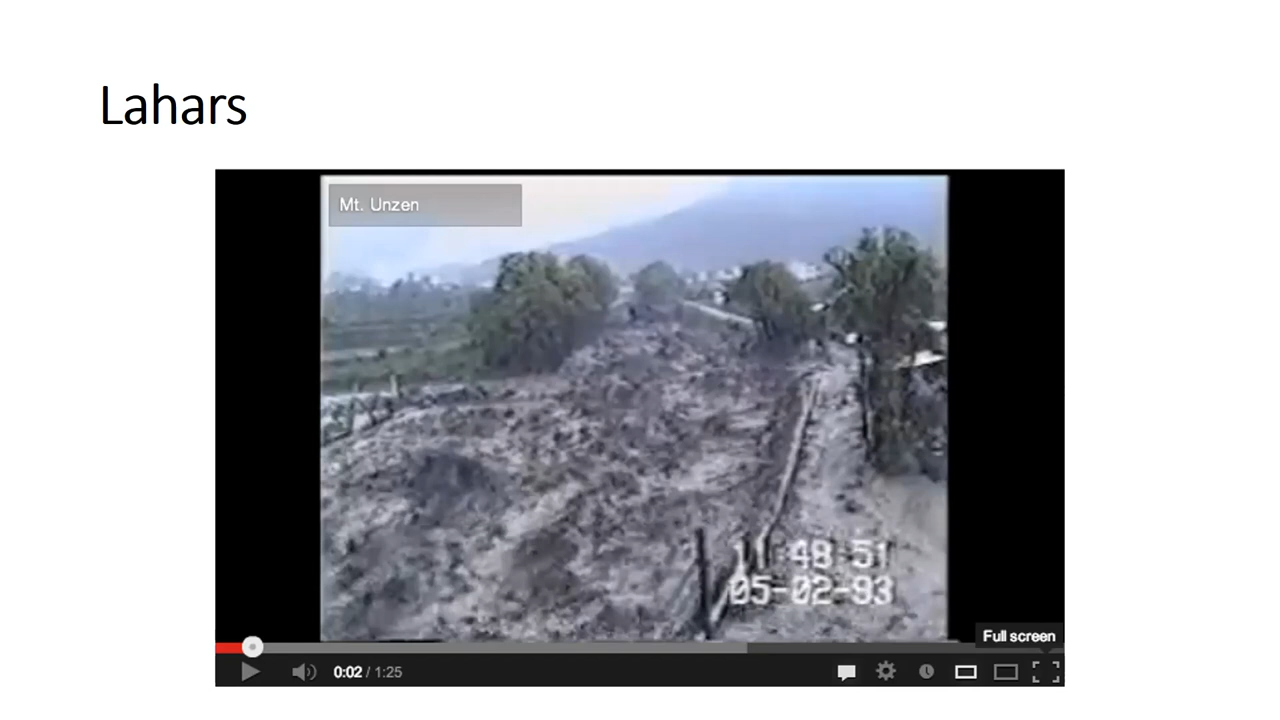 Lahars
Mt. Unzen
11:48:51
05-02-93
Full screen
0:02 / 1:25